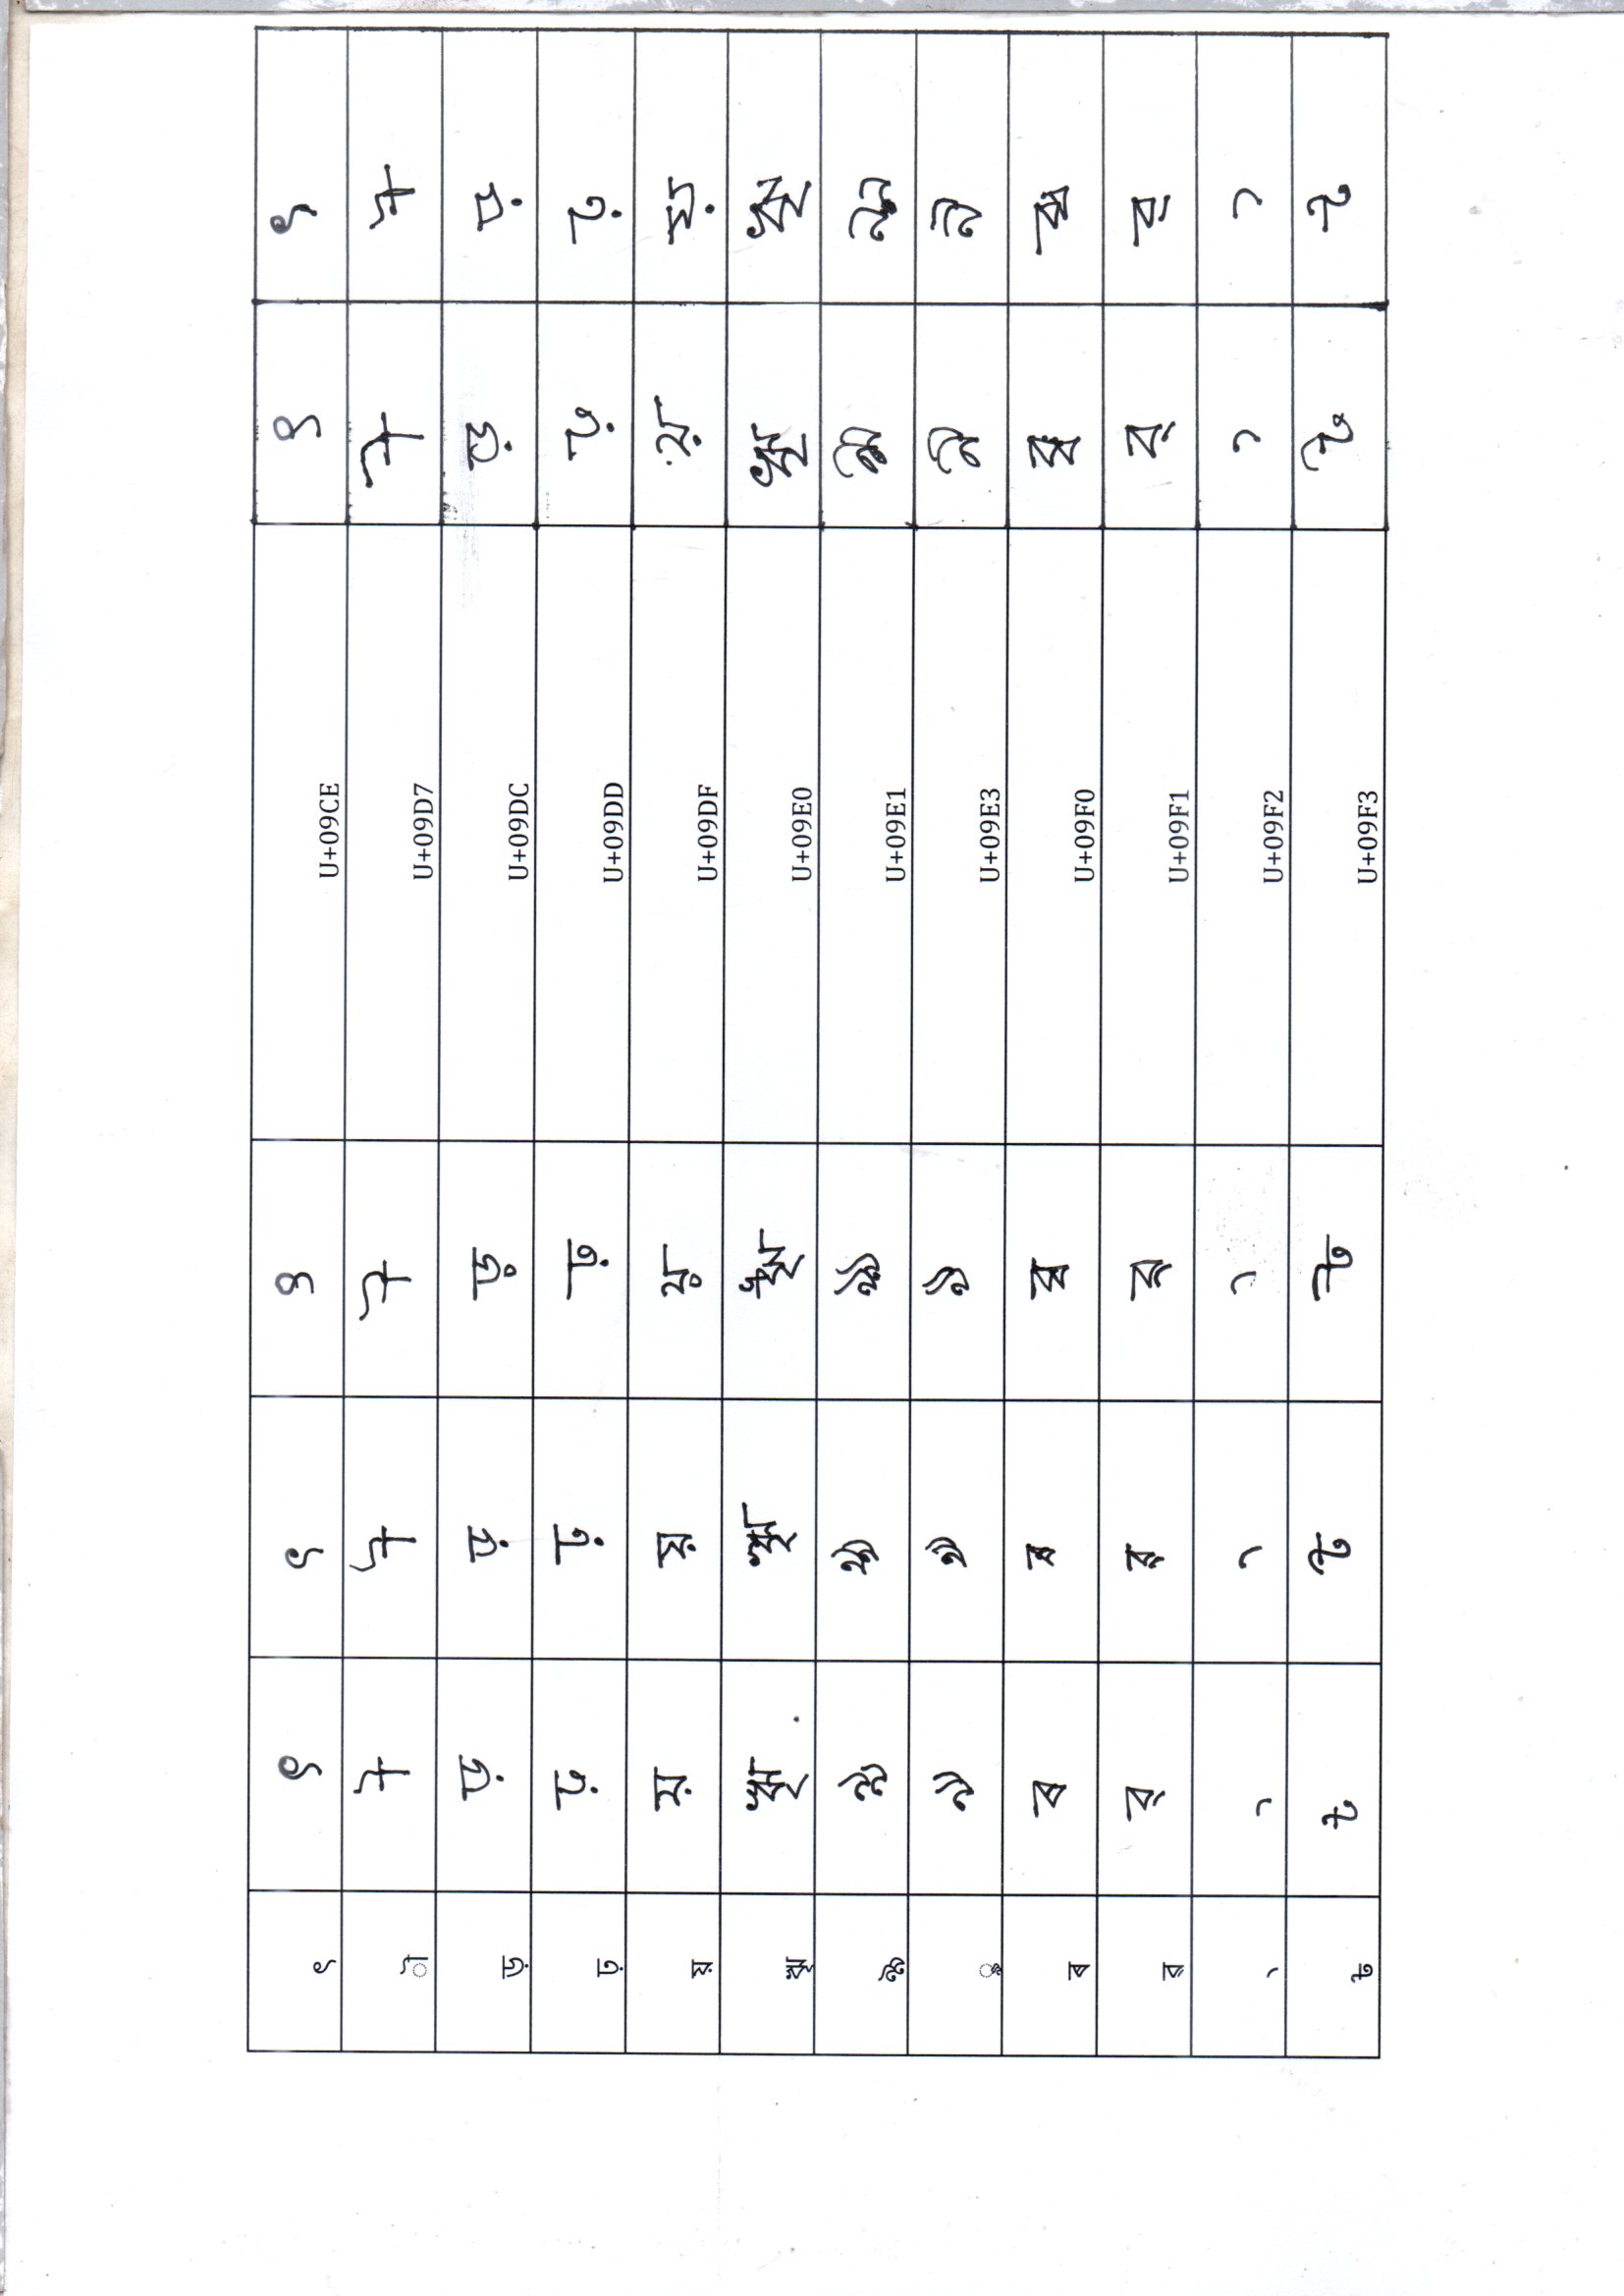 ৎ ৎ ৎ ৎ U+09CE ৎ ৎ
ৗ ৗ ৗ ৗ U+09D7 ৗ ৗ
ড় ড় ড় ড় U+09DC ড় ড়
ঢ় ঢ় ঢ় ঢ় U+09DD ঢ় ঢ়
য় য় য় য় U+09DF য় য়
ৠ ৠ ৠ ৠ U+09E0 ৠ ৠ
ৡ ৡ ৡ ৡ U+09E1 ৡ ৡ
ৣ ৣ ৣ ৣ U+09E3 ৣ ৣ
ৰ ৰ ৰ ৰ U+09F0 ৰ ৰ
ৱ ৱ ৱ ৱ U+09F1 ৱ ৱ
৲ ৲ ৲ ৲ U+09F2 ৲ ৲
৳ ৳ ৳ ৳ U+09F3 ৳ ৳